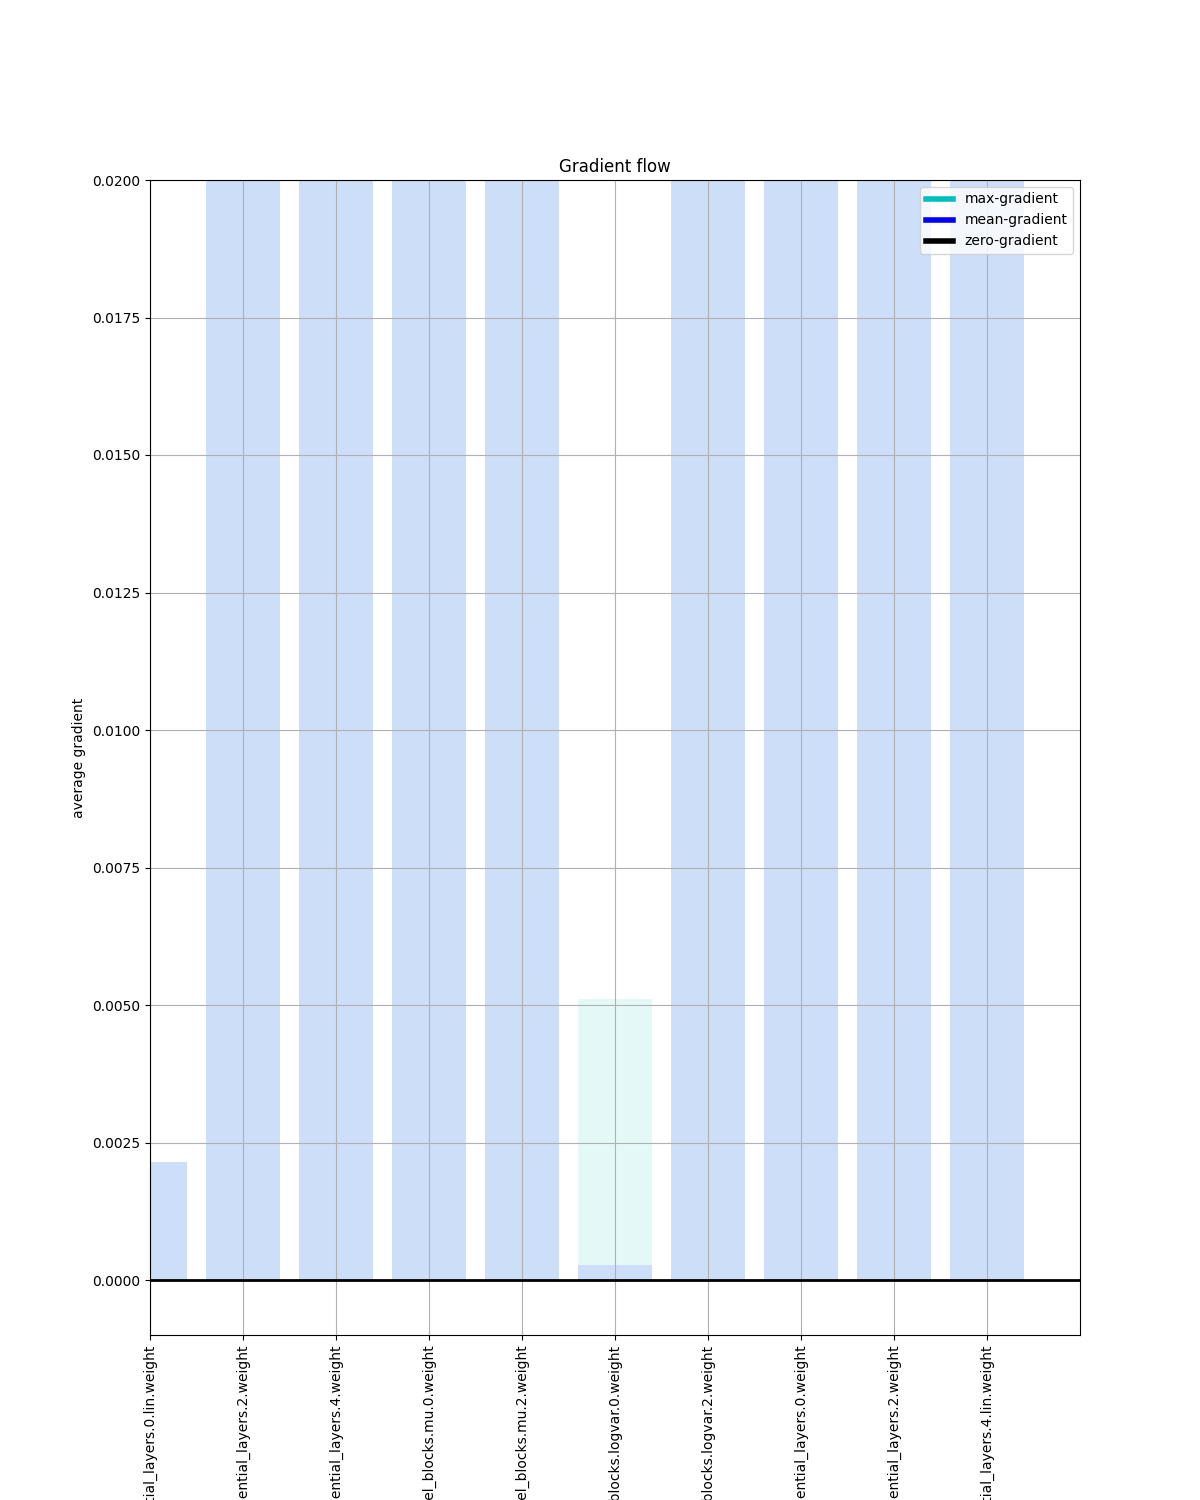 Gradient flow
max-gradient
mean-gradient
zero-gradient
0.0200
0.0175
0.0150
0.0125
0.0100
0.0075
0.0050
0.0025
0.0000
average gradient
tial_layers.0.lin.weight
ential_layers.2.weight
ential_layers.4.weight
el_blocks.mu.0.weight
el_blocks.mu.2.weight
blocks.logvar.0.weight
blocks.logvar.2.weight
ential_layers.0.weight
ential_layers.2.weight
tial_layers.4.lin.weight